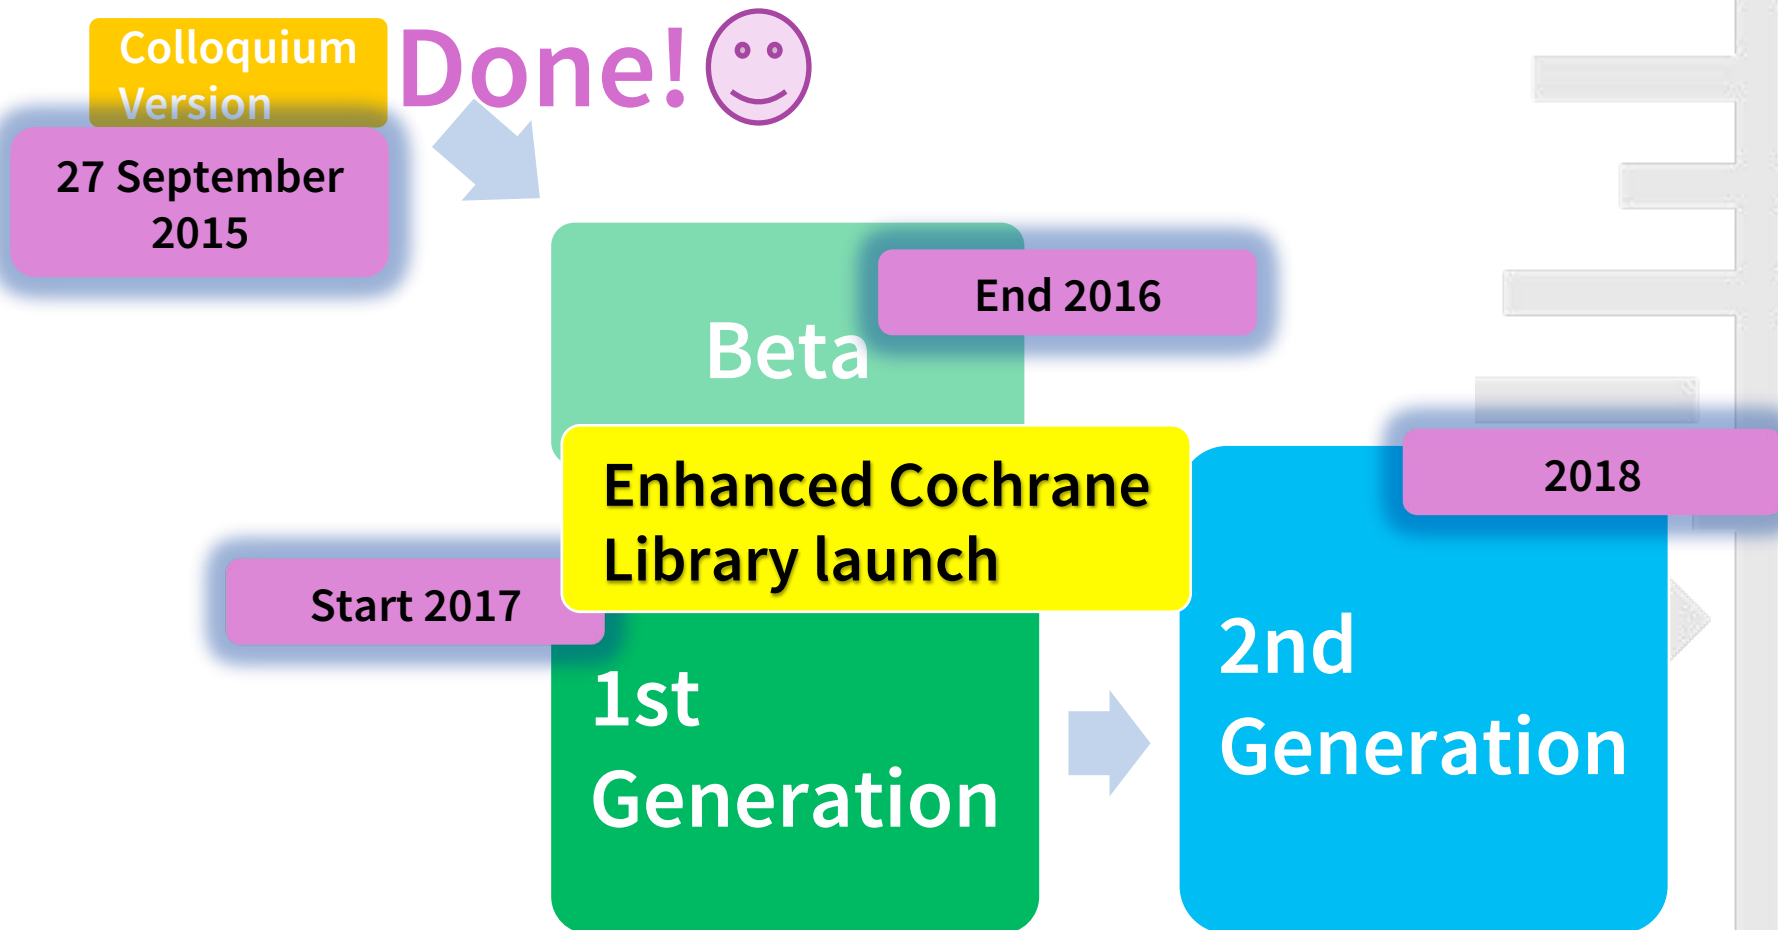 Colloquium
Version
Done!
27 September
2015
End 2016
Beta
Enhanced Cochrane
Library launch
2018
Start 2017
1st
Generation
2nd
Generation